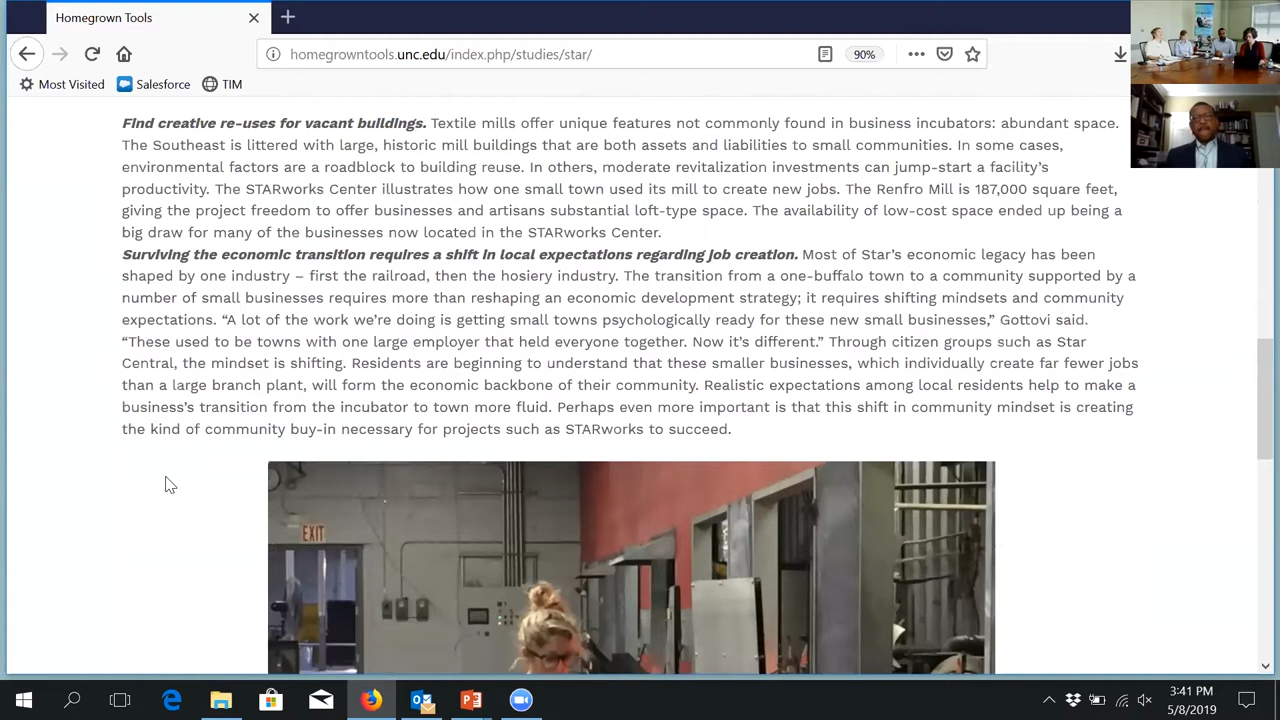 Homegrown Tools
homegrowntools.unc.edu/index.php/studies/star/
90%
Most Visited
Salesforce
TIM
Find creative re-uses for vacant buildings. Textile mills offer unique features not commonly found in business incubators: abundant space.
The Southeast is littered with large, historic mill buildings that are both assets and liabilities to small communities. In some cases,
environmental factors are a roadblock to building reuse. In others, moderate revitalization investments can jump-start a facility's
productivity. The STARworks Center illustrates how one small town used its mill to create new jobs. The Renfro Mill is 187,000 square feet,
giving the project freedom to offer businesses and artisans substantial loft-type space. The availability of low-cost space ended up being a
big draw for many of the businesses now located in the STARworks Center.
Surviving the economic transition requires a shift in local expectations regarding job creation. Most of Star's economic legacy has been
shaped by one industry – first the railroad, then the hosiery industry. The transition from a one-buffalo town to a community supported by a
number of small businesses requires more than reshaping an economic development strategy; it requires shifting mindsets and community
expectations. “A lot of the work we're doing is getting small towns psychologically ready for these new small businesses,” Gottovi said.
“These used to be towns with one large employer that held everyone together. Now it's different.” Through citizen groups such as Star
Central, the mindset is shifting. Residents are beginning to understand that these smaller businesses, which individually create far fewer jobs
than a large branch plant, will form the economic backbone of their community. Realistic expectations among local residents help to make a
business's transition from the incubator to town more fluid. Perhaps even more important is that this shift in community mindset is creating
the kind of community buy-in necessary for projects such as STARworks to succeed.
EXIT
3:41 PM
5/8/2019